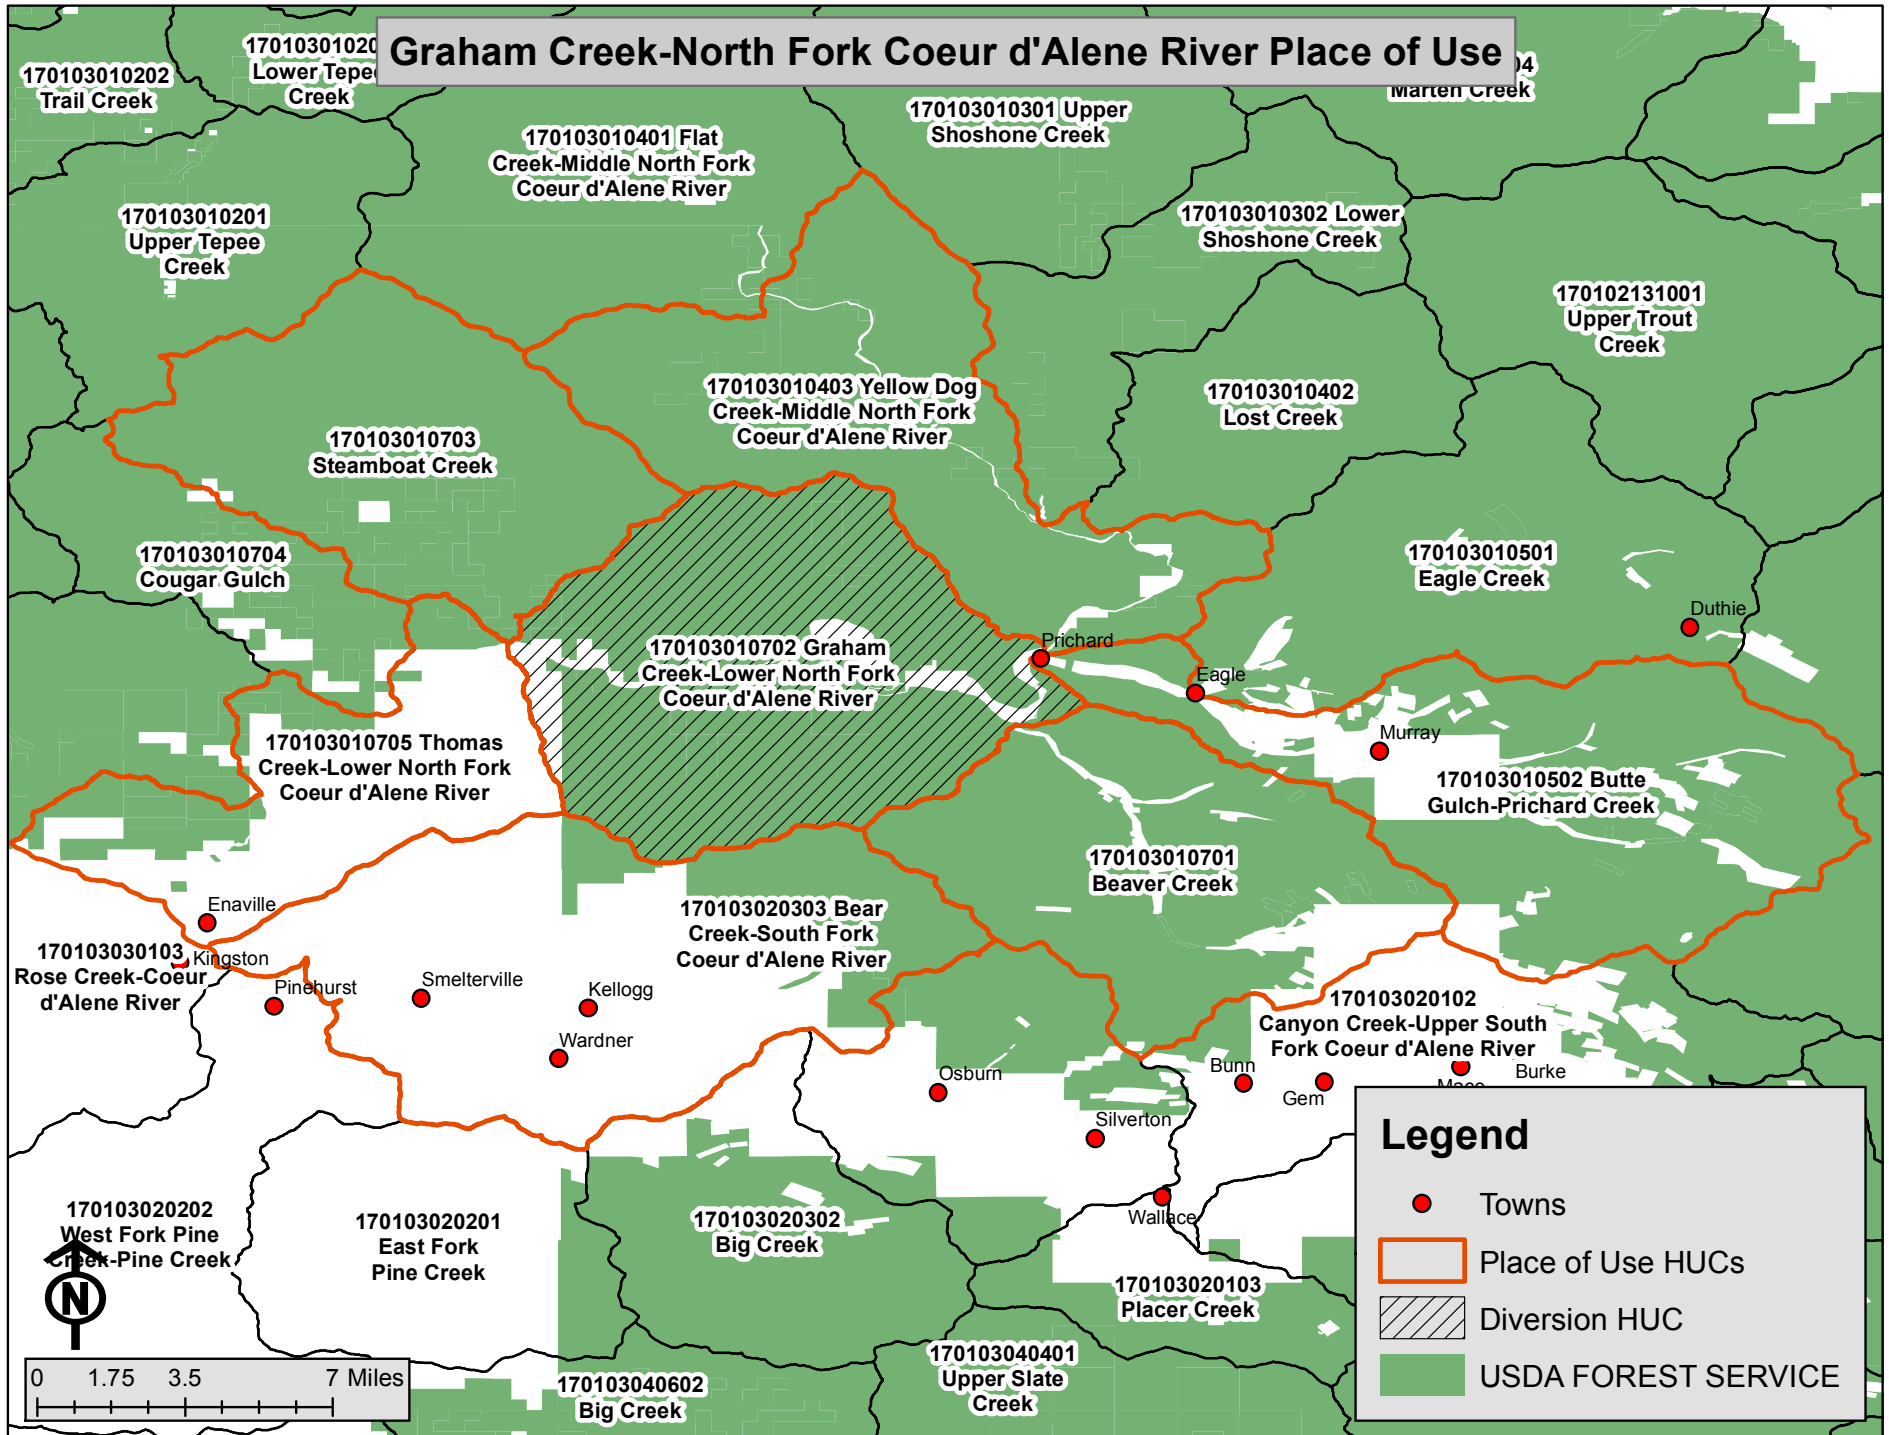 Graham Creek-North Fork Coeur d'Alene River Place of Use
170103010202
Trail Creek
1701030102
Lower Tepee
Creek
170103010401 Flat
Creek-Middle North Fork
Coeur d'Alene River
170103010301 Upper
Shoshone Creek
04
Marten Creek
170103010201
Upper Tepee
Creek
170103010302 Lower
Shoshone Creek
170102131001
Upper Trout
Creek
170103010403 Yellow Dog
Creek-Middle North Fork
Coeur d'Alene River
170103010402
Lost Creek
170103010703
Steamboat Creek
170103010704
Cougar Gulch
170103010501
Eagle Creek
Duthie
Prichard
170103010702 Graham
Creek-Lower North Fork
Coeur d'Alene River
Eagle
Murray
170103010705 Thomas
Creek-Lower North Fork
Coeur d'Alene River
170103010502 Butte
Gulch-Prichard Creek
170103010701
Beaver Creek
Enaville
170103020303 Bear
Creek-South Fork
Coeur d'Alene River
170103030103
Rose Creek-Coeur
d'Alene River
Kingston
Pinehurst
Smelterville
Kellogg
Wardner
170103020102
Canyon Creek-Upper South
Fork Coeur d'Alene River
Osburn
Bunn
Gem
Mace
Burke
Silverton
Wallace
170103020202
West Fork Pine
Creek-Pine Creek
170103020201
East Fork
Pine Creek
170103020302
Big Creek
170103020103
Placer Creek
170103040602
Big Creek
170103040401
Upper Slate
Creek
N
0 1.75 3.5 7 Miles
Legend
Towns
Place of Use HUCs
Diversion HUC
USDA FOREST SERVICE